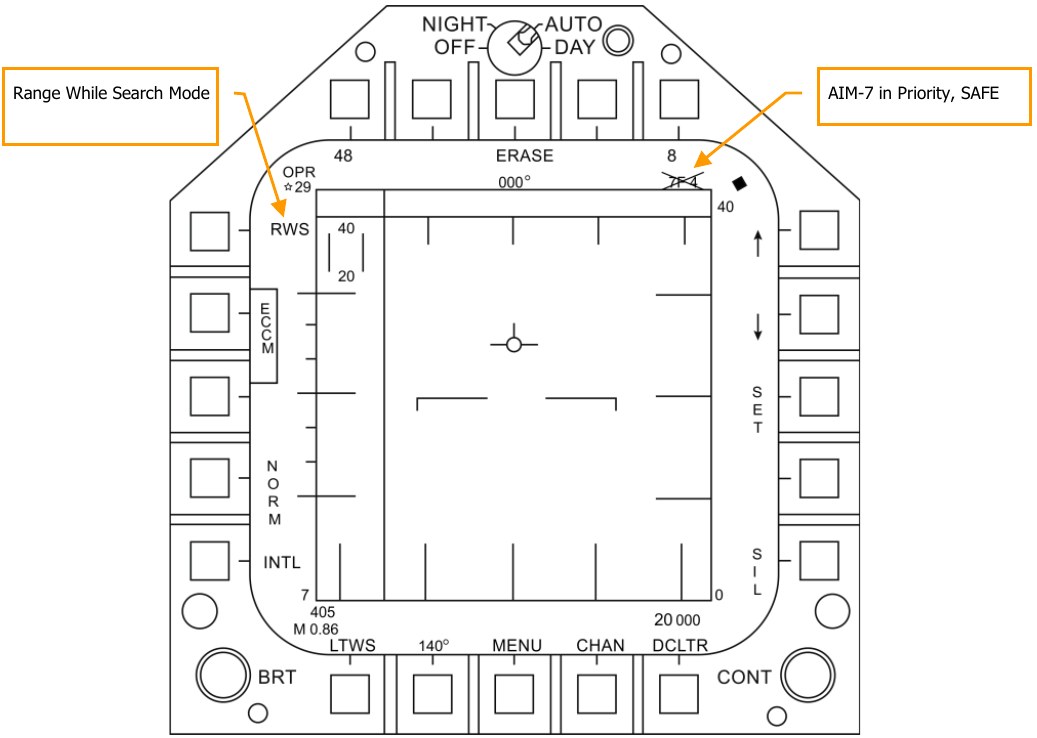 NIGHT AUTO
OFF DAY
Range While Search Mode
AIM-7 in Priority, SAFE
48 ERASE 8
OPR
☆29 000° 7F 4
40
RWS 40
20
ECCM
SET
NORM
INTL
SIL
7 0
405
M 0.86 20 000
LTWS 140° MENU CHAN DCLTR
BRT CONT